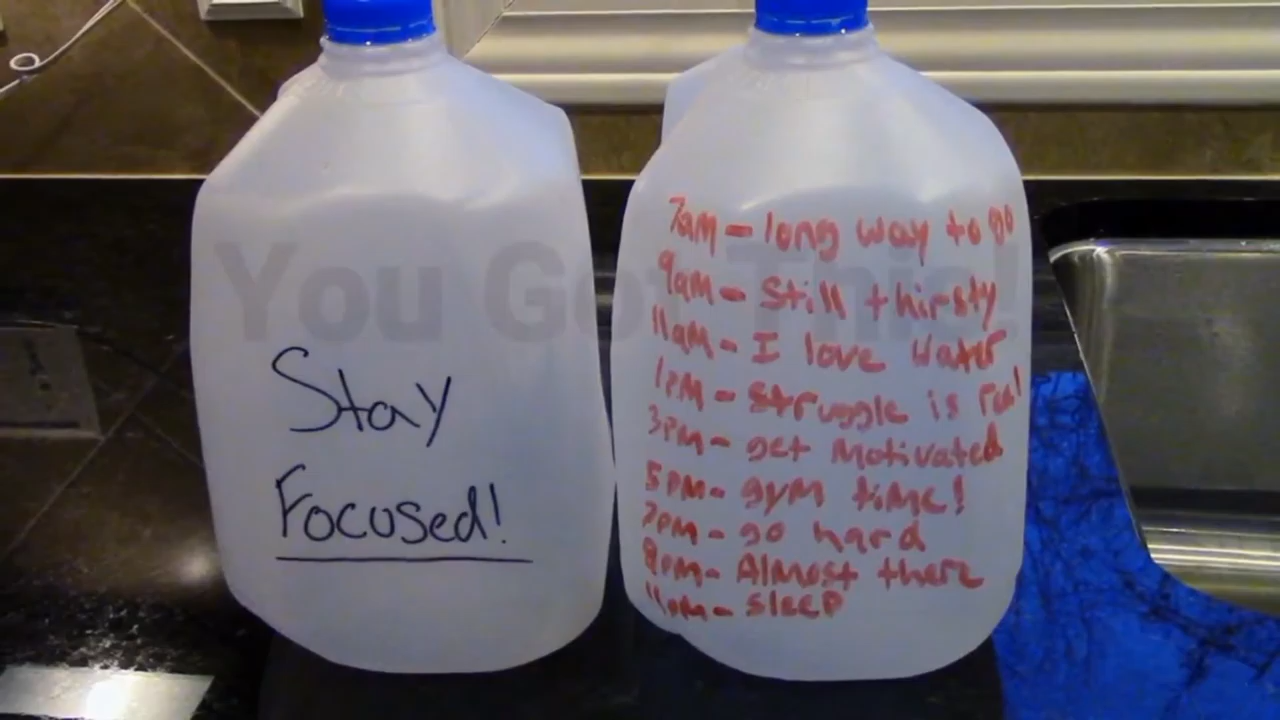 You Got This!
Stay
Focused!
7am - long way to go
9am - Still thirsty
11am - I love water
1pm - struggle is real
3pm - get Motivated
5pm - gym time!
7pm - go hard
9pm - Almost there
11pm - sleep